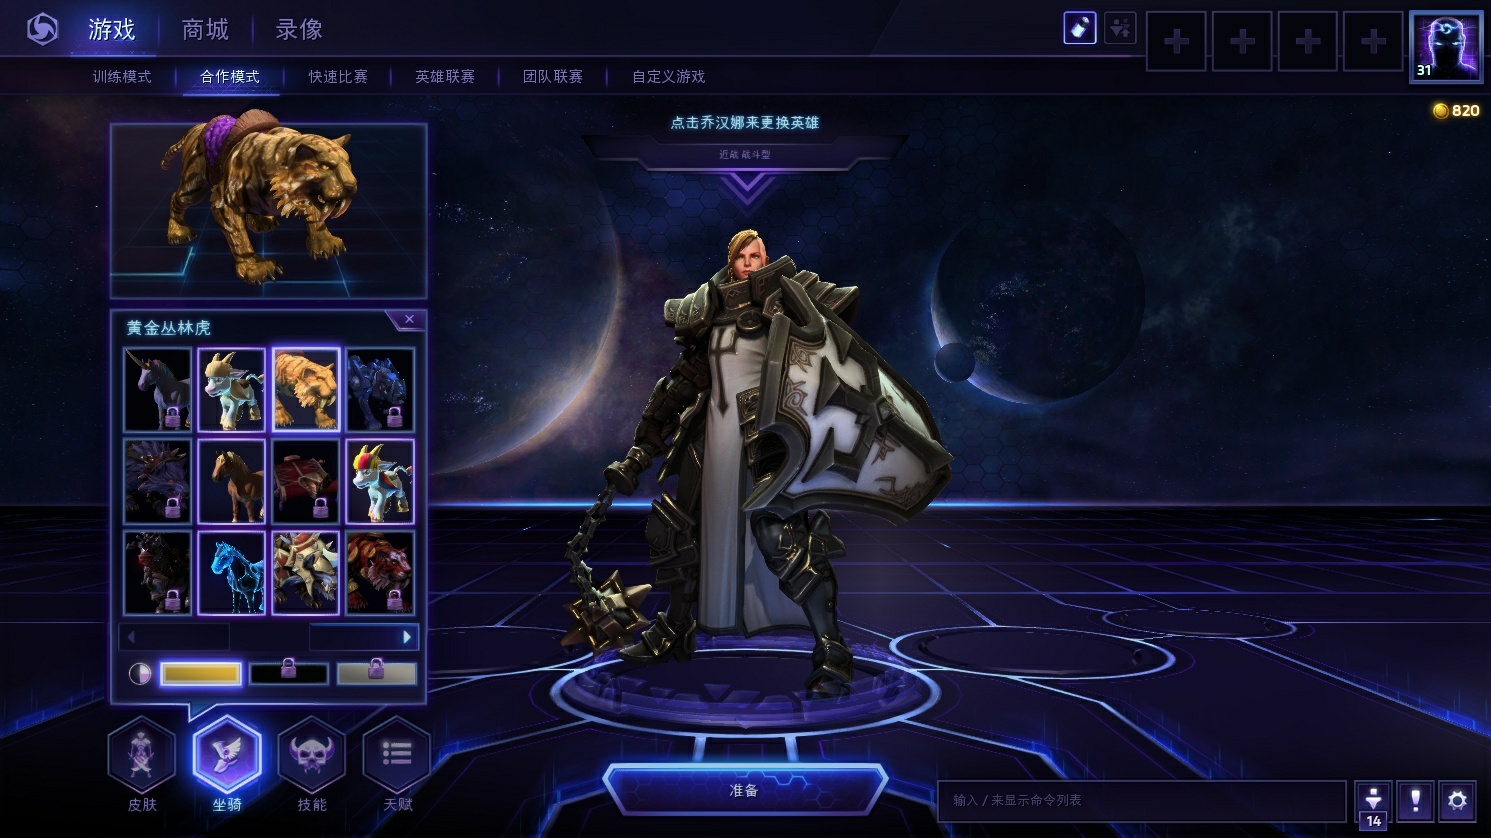 游戏
商城
录像
训练模式
合作模式
快速比赛
英雄联赛
团队联赛
自定义游戏
31
820
点击乔汉娜来更换英雄
近战 战斗型
黄金丛林虎
皮肤
坐骑
技能
天赋
准备
输入 / 来显示命令列表
14